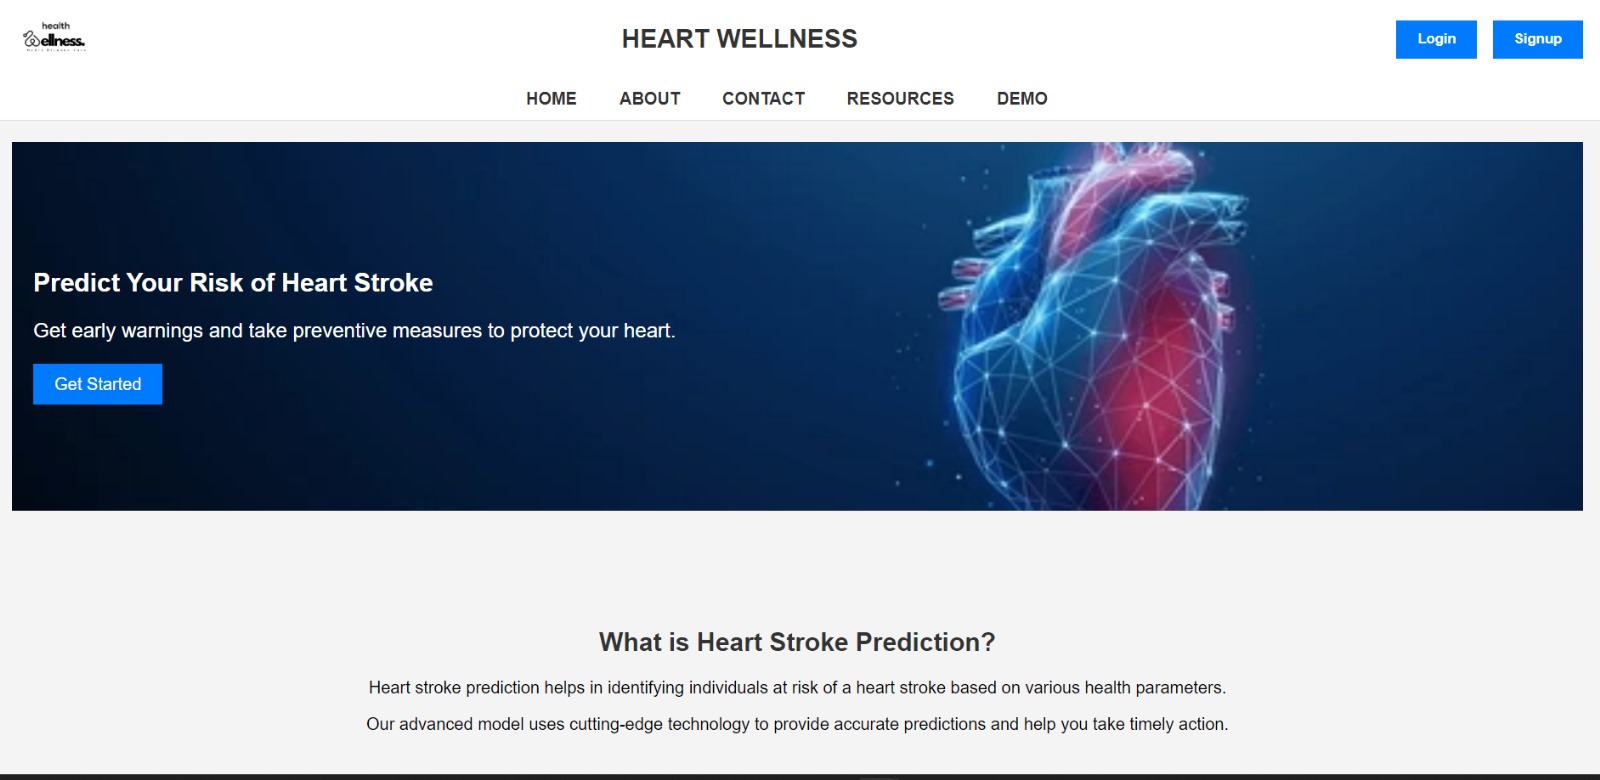 health
Wellness.
HEART WELLNESS
Login
Signup
HOME
ABOUT
CONTACT
RESOURCES
DEMO
Predict Your Risk of Heart Stroke
Get early warnings and take preventive measures to protect your heart.
Get Started
What is Heart Stroke Prediction?
Heart stroke prediction helps in identifying individuals at risk of a heart stroke based on various health parameters.
Our advanced model uses cutting-edge technology to provide accurate predictions and help you take timely action.